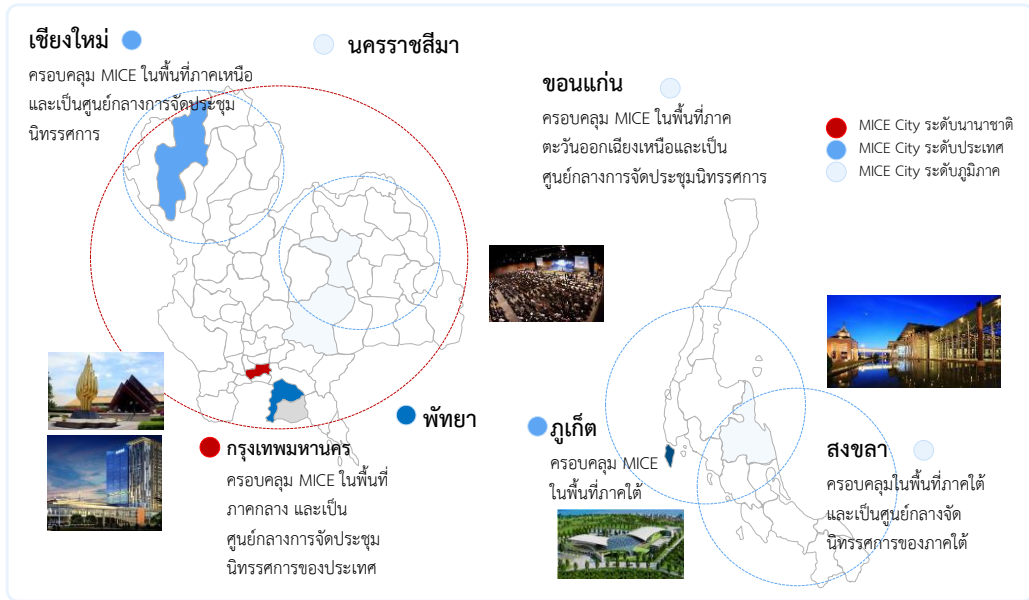 เชียงใหม่
ครอบคลุม MICE ในพื้นที่ภาคเหนือ
และเป็นศูนย์กลางการจัดประชุม
นิทรรศการ
นครราชสีมา
ขอนแก่น
ครอบคลุม MICE ในพื้นที่ภาค
ตะวันออกเฉียงเหนือและเป็น
ศูนย์กลางการจัดประชุมนิทรรศการ
MICE City ระดับนานาชาติ
MICE City ระดับประเทศ
MICE City ระดับภูมิภาค
พัทยา
กรุงเทพมหานคร
ครอบคลุม MICE ในพื้นที่
ภาคกลาง และเป็น
ศูนย์กลางการจัดประชุม
นิทรรศการของประเทศ
ภูเก็ต
ครอบคลุม MICE
ในพื้นที่ภาคใต้
สงขลา
ครอบคลุมในพื้นที่ภาคใต้
และเป็นศูนย์กลางจัด
นิทรรศการของภาคใต้